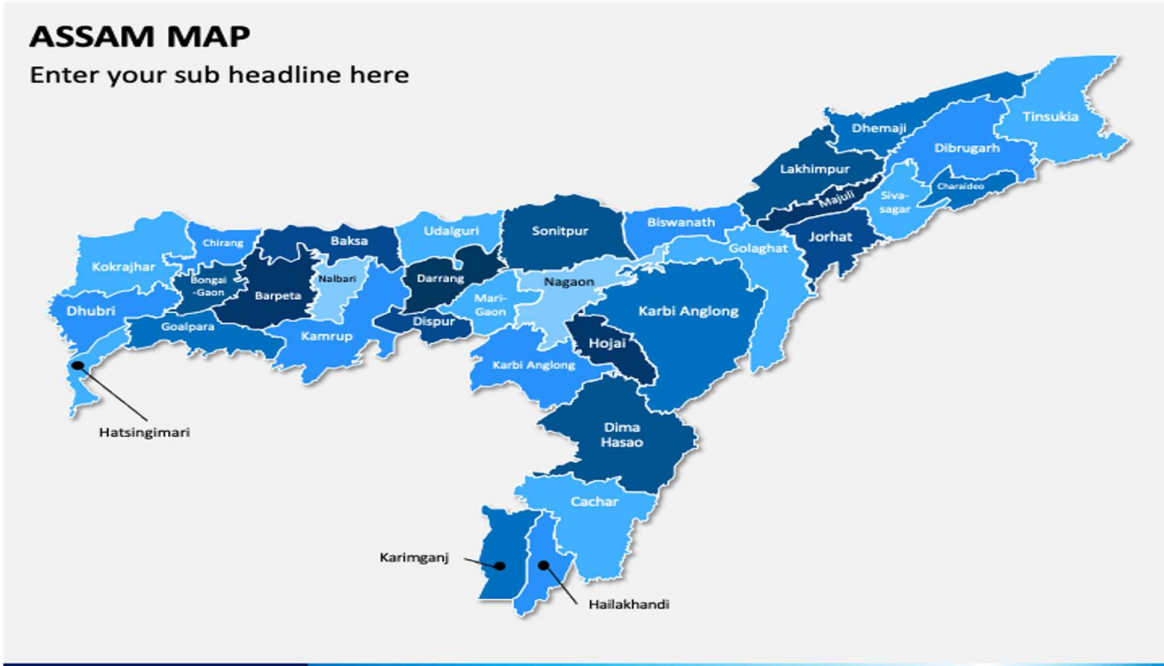 ASSAM MAP
Enter your sub headline here
Tinsukia
Dhemaji
Dibrugarh
Lakhimpur
Charaideo
Majuli
Siva-
sagar
Biswanath
Jorhat
Golaghat
Udalguri
Sonitpur
Baksa
Chirang
Kokrajhar
Bongai
-Gaon
Barpeta
Nalbari
Darrang
Nagaon
Mari-
Gaon
Karbi Anglong
Dhubri
Goalpara
Kamrup
Dispur
Hojai
Karbi Anglong
Hatsingimari
Dima
Hasao
Cachar
Karimganj
Hailakhandi